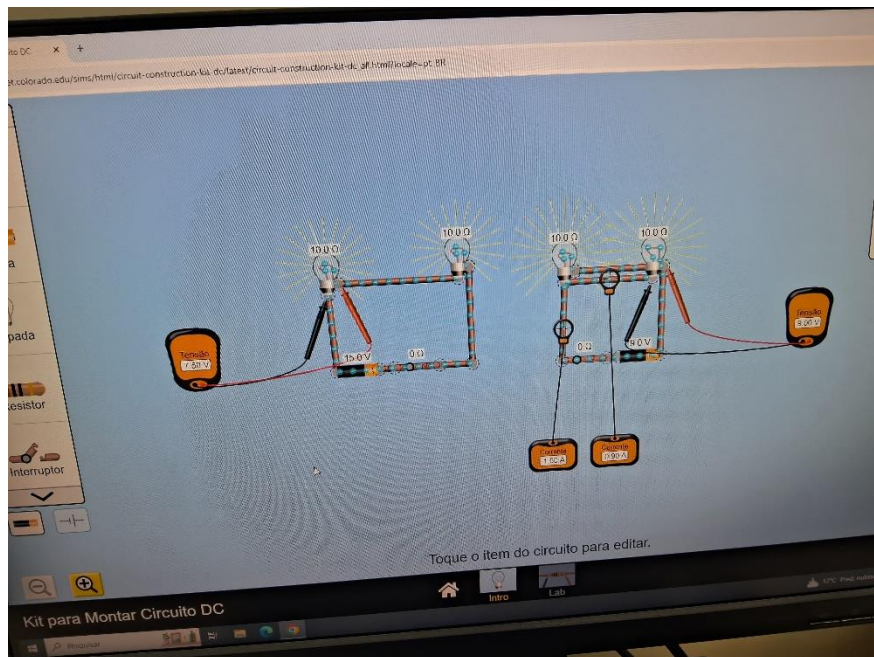 ito DC
et.colorado.edu/sims/html/circuit-construction-kit-dc/latest/circuit-construction-kit-dc_all.html?locale=pt_BR
a
pada
esistor
Interruptor
10.0 Ω
10.0 Ω
15.0 V
0 Ω
Tensão
7.50 V
10.0 Ω
10.0 Ω
0 Ω
9.0 V
Tensão
9.00 V
Corrente
1.80 A
Corrente
0.90 A
Toque o item do circuito para editar.
Intro
Lab
Kit para Montar Circuito DC
Pesquisar
17°C